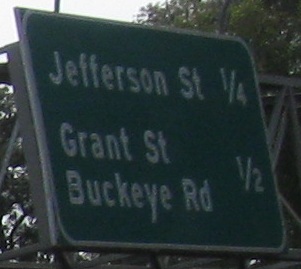 Jefferson St 1/4
Grant St
Buckeye Rd 1/2